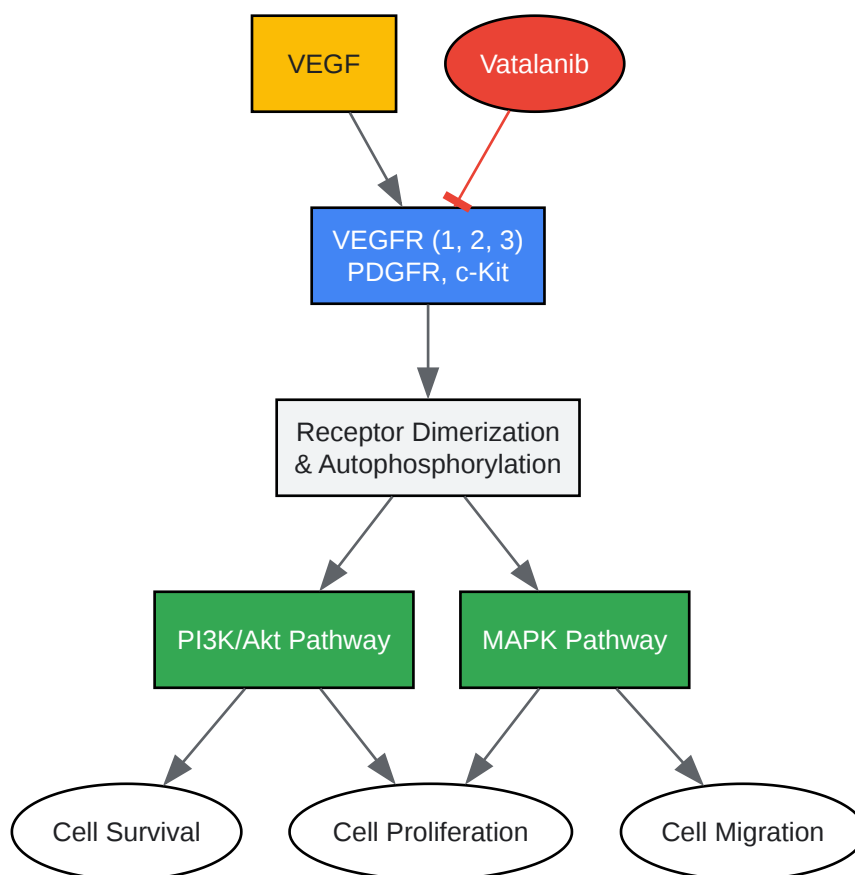 VEGF
Vatalanib
VEGFR (1, 2, 3)
PDGFR, c-Kit
Receptor Dimerization
& Autophosphorylation
PI3K/Akt Pathway
MAPK Pathway
Cell Survival
Cell Proliferation
Cell Migration